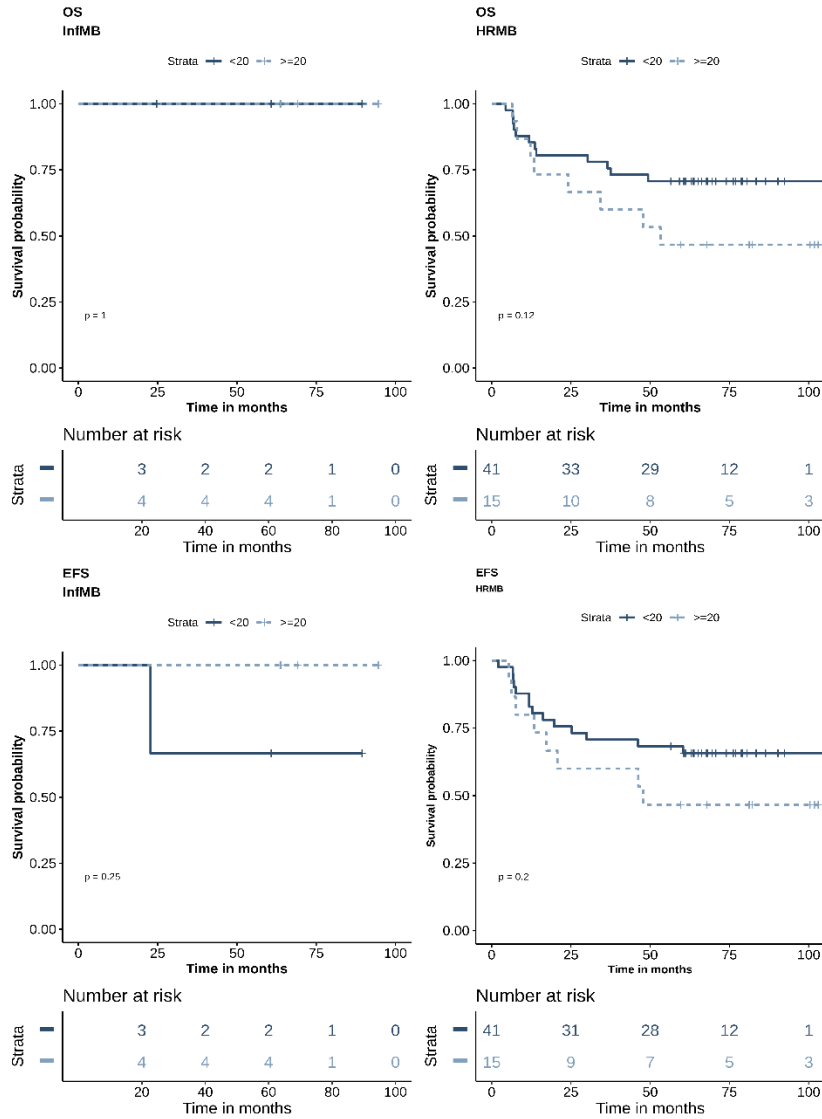 OS
InfMB
Strata <20 >=20
1.00
0.75
0.50
0.25
0.00
Survival probability
p = 1
0 25 50 75 100
Time in months
Number at risk
Strata
3 2 2 1 0
4 4 4 1 0
20 40 60 80 100
Time in months
OS
HRMB
Strata <20 >=20
1.00
0.75
0.50
0.25
0.00
Survival probability
p = 0.12
0 25 50 75 100
Time in months
Number at risk
Strata
41 33 29 12 1
15 10 8 5 3
0 25 50 75 100
Time in months
EFS
InfMB
Strata <20 >=20
1.00
0.75
0.50
0.25
0.00
Survival probability
p = 0.25
0 25 50 75 100
Time in months
Number at risk
Strata
3 2 2 1 0
4 4 4 1 0
20 40 60 80 100
Time in months
EFS
HRMB
Strata <20 >=20
1.00
0.75
0.50
0.25
0.00
Survival probability
p = 0.2
0 25 50 75 100
Time in months
Number at risk
Strata
41 31 28 12 1
15 9 7 5 3
0 25 50 75 100
Time in months